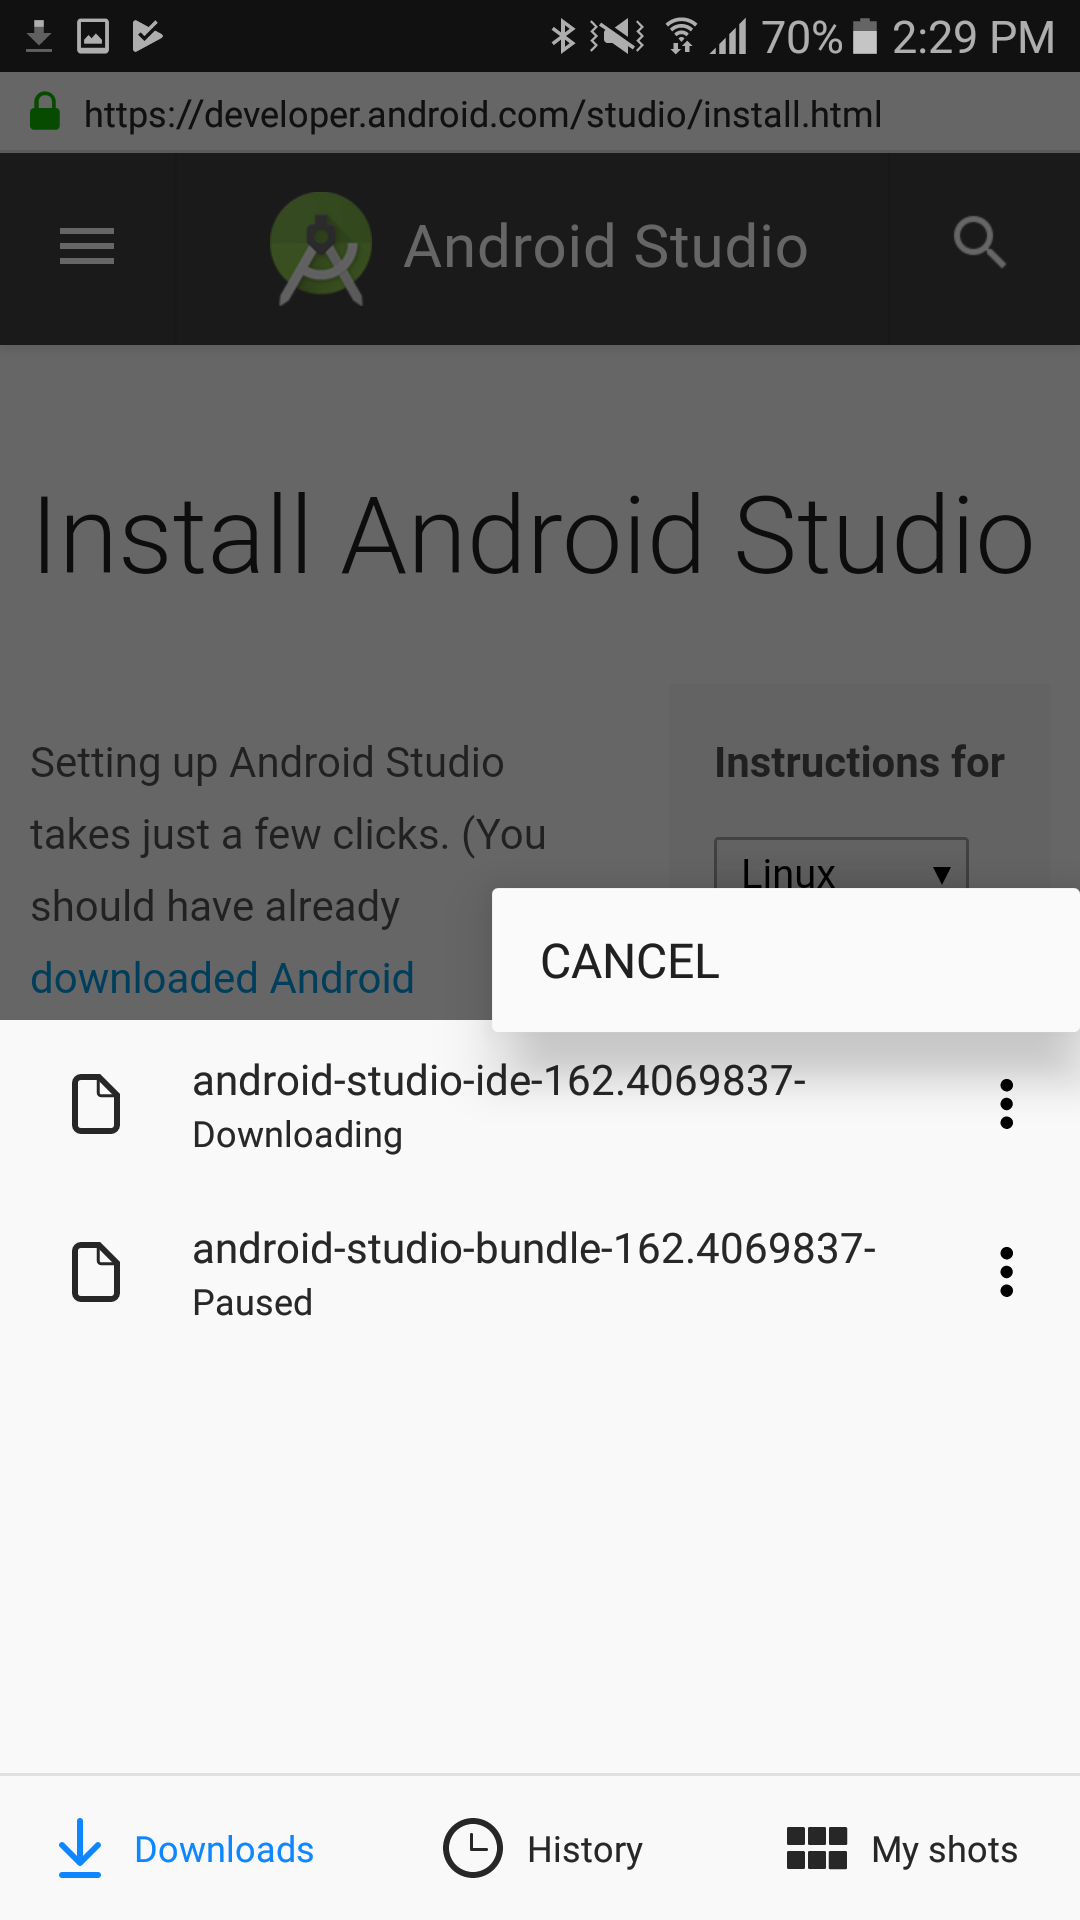 70% 2:29 PM
https://developer.android.com/studio/install.html
Android Studio
Install Android Studio
Setting up Android Studio
takes just a few clicks. (You
should have already
downloaded Android
Instructions for
Linux
CANCEL
android-studio-ide-162.4069837-
Downloading
android-studio-bundle-162.4069837-
Paused
Downloads
History
My shots